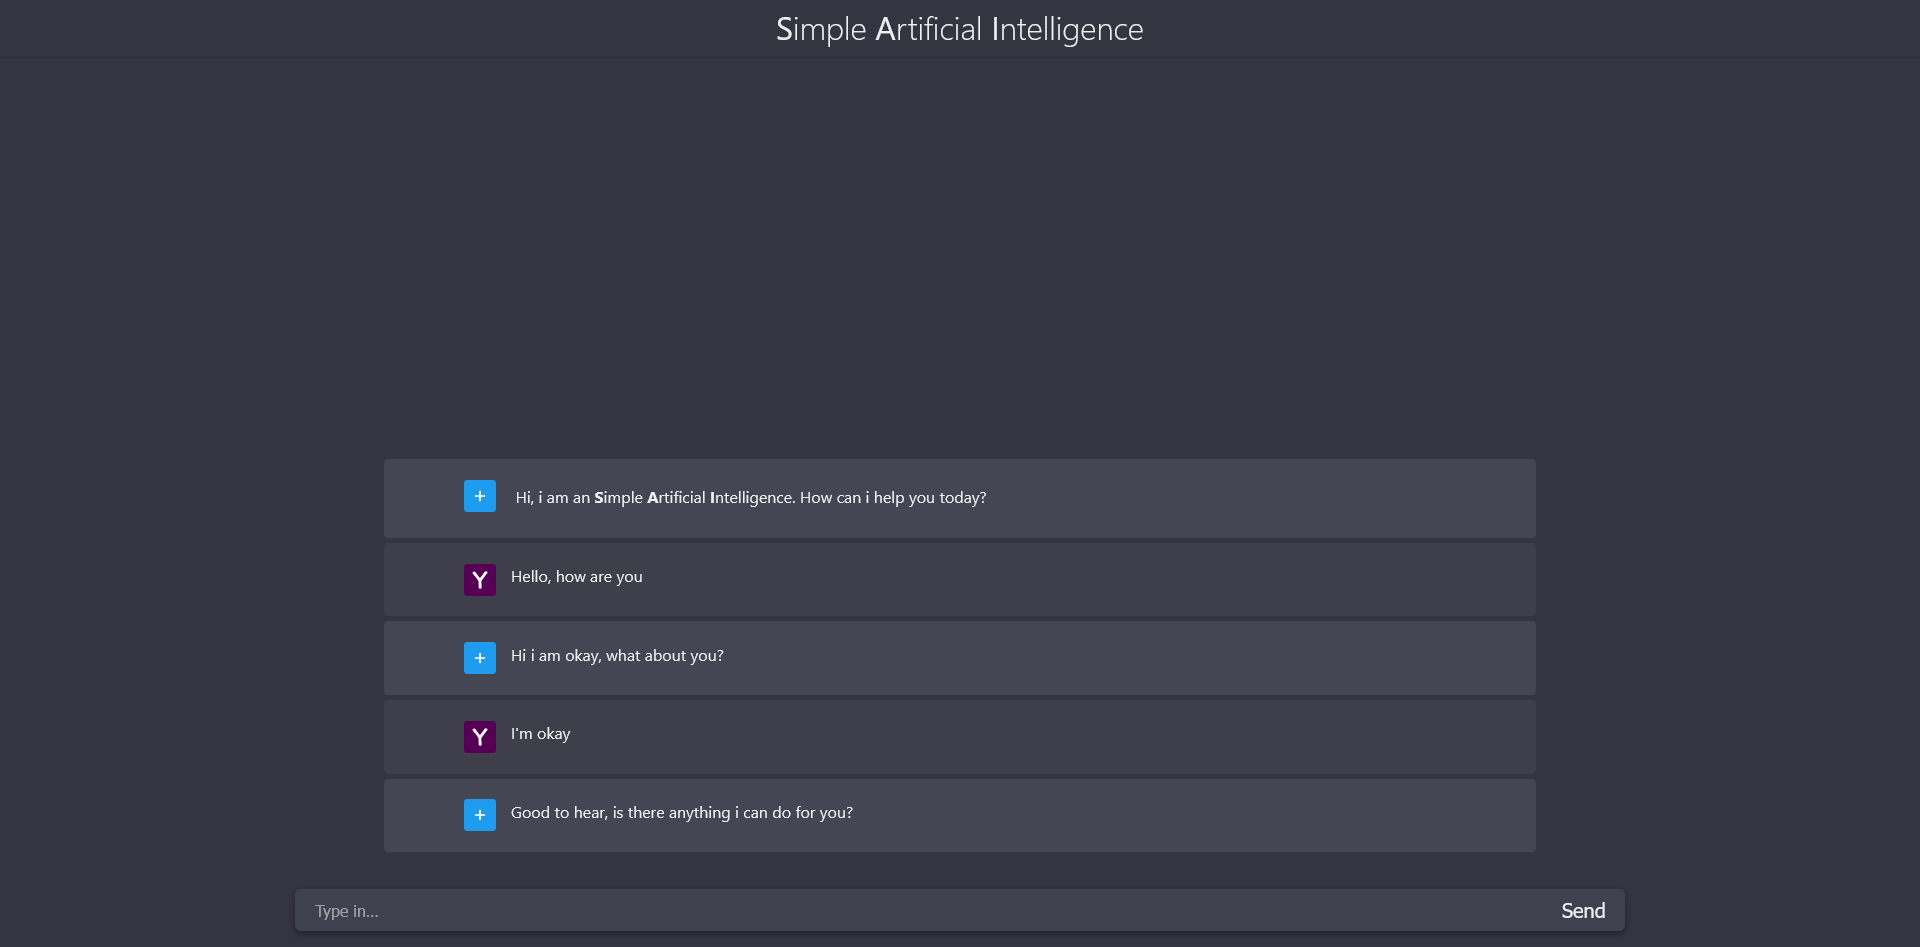 Simple Artificial Intelligence
+ Hi, i am an Simple Artificial Intelligence. How can i help you today?
Y Hello, how are you
+ Hi i am okay, what about you?
Y I'm okay
+ Good to hear, is there anything i can do for you?
Type in... Send